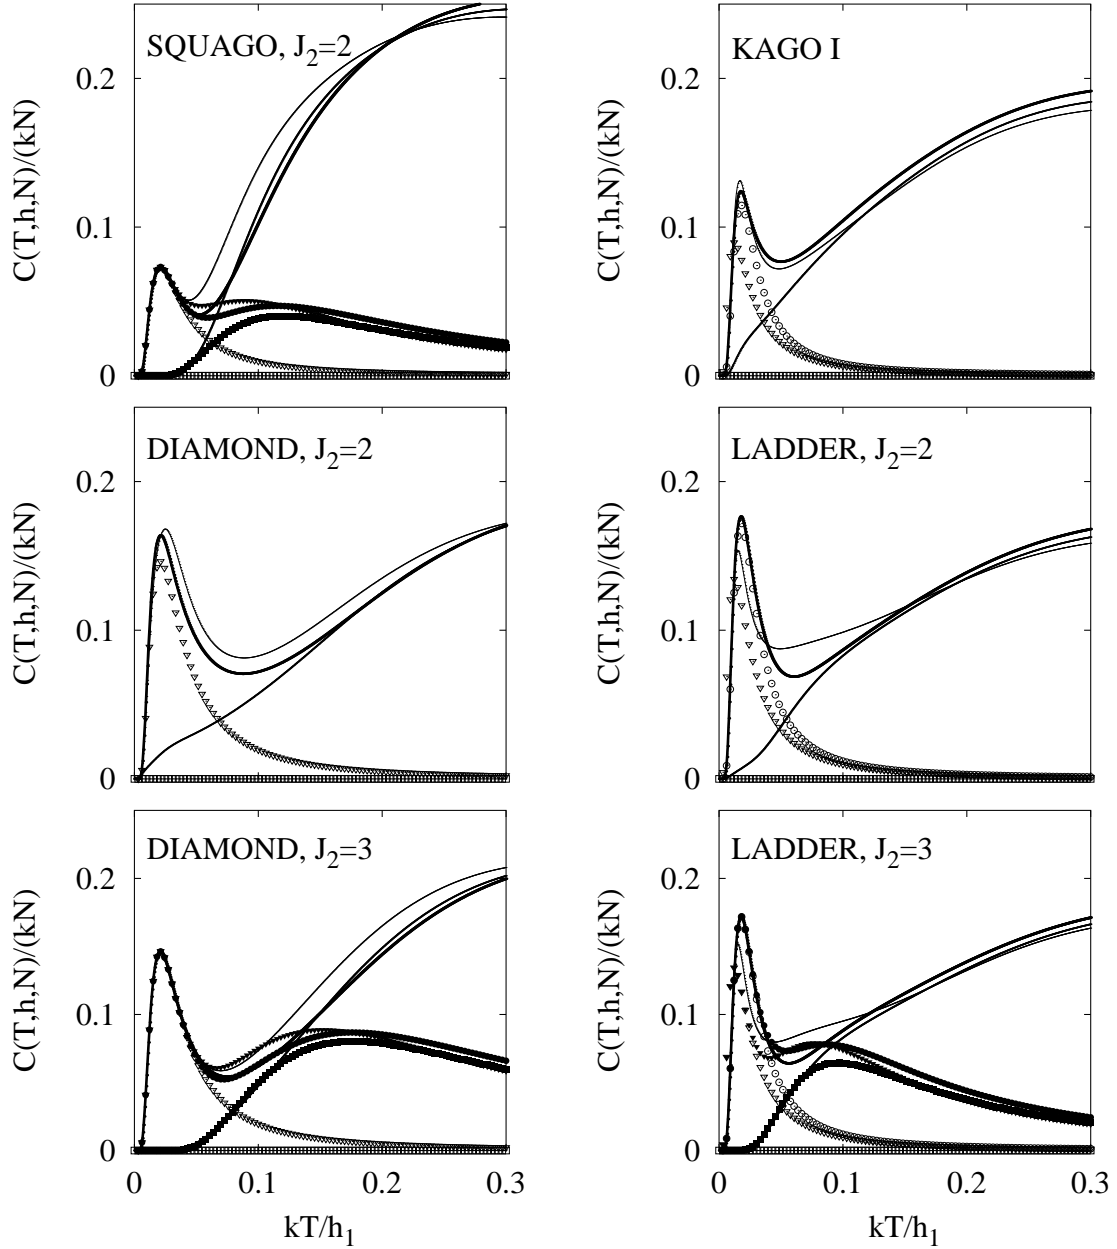 SQUAGO, J2=2
C(T,h,N)/(kN)
0.2
0.1
0
KAGO I
C(T,h,N)/(kN)
0.2
0.1
0
DIAMOND, J2=2
C(T,h,N)/(kN)
0.2
0.1
0
LADDER, J2=2
C(T,h,N)/(kN)
0.2
0.1
0
DIAMOND, J2=3
C(T,h,N)/(kN)
0.2
0.1
0
0 0.1 0.2 0.3
kT/h1
LADDER, J2=3
C(T,h,N)/(kN)
0.2
0.1
0
0 0.1 0.2 0.3
kT/h1